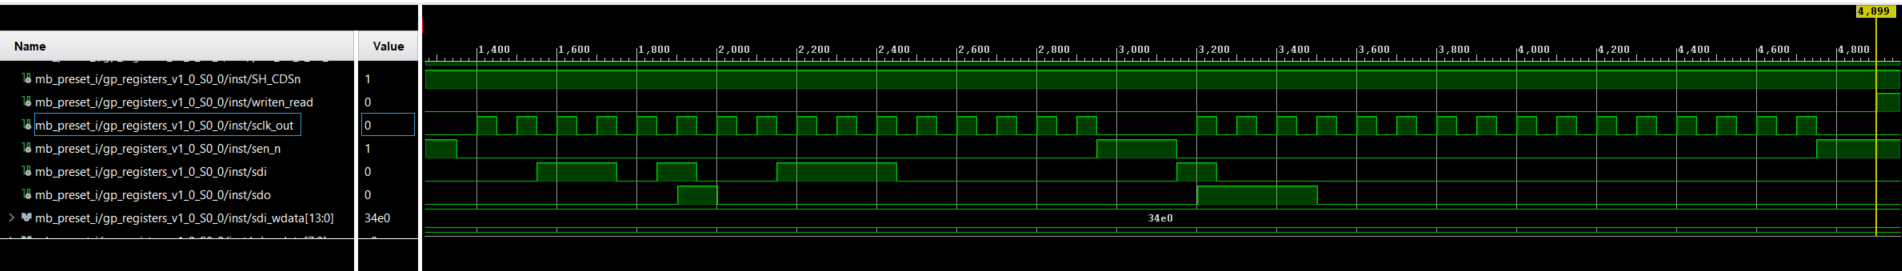 4,899
Name Value
1,400 1,600 1,800 2,000 2,200 2,400 2,600 2,800 3,000 3,200 3,400 3,600 3,800 4,000 4,200 4,400 4,600 4,800
mb_preset_i/gp_registers_v1_0_S0_0/inst/SH_CDSn 1
mb_preset_i/gp_registers_v1_0_S0_0/inst/writen_read 0
mb_preset_i/gp_registers_v1_0_S0_0/inst/sclk_out 0
mb_preset_i/gp_registers_v1_0_S0_0/inst/sen_n 1
mb_preset_i/gp_registers_v1_0_S0_0/inst/sdi 0
mb_preset_i/gp_registers_v1_0_S0_0/inst/sdo 0
mb_preset_i/gp_registers_v1_0_S0_0/inst/sdi_wdata[13:0] 34e0 34e0